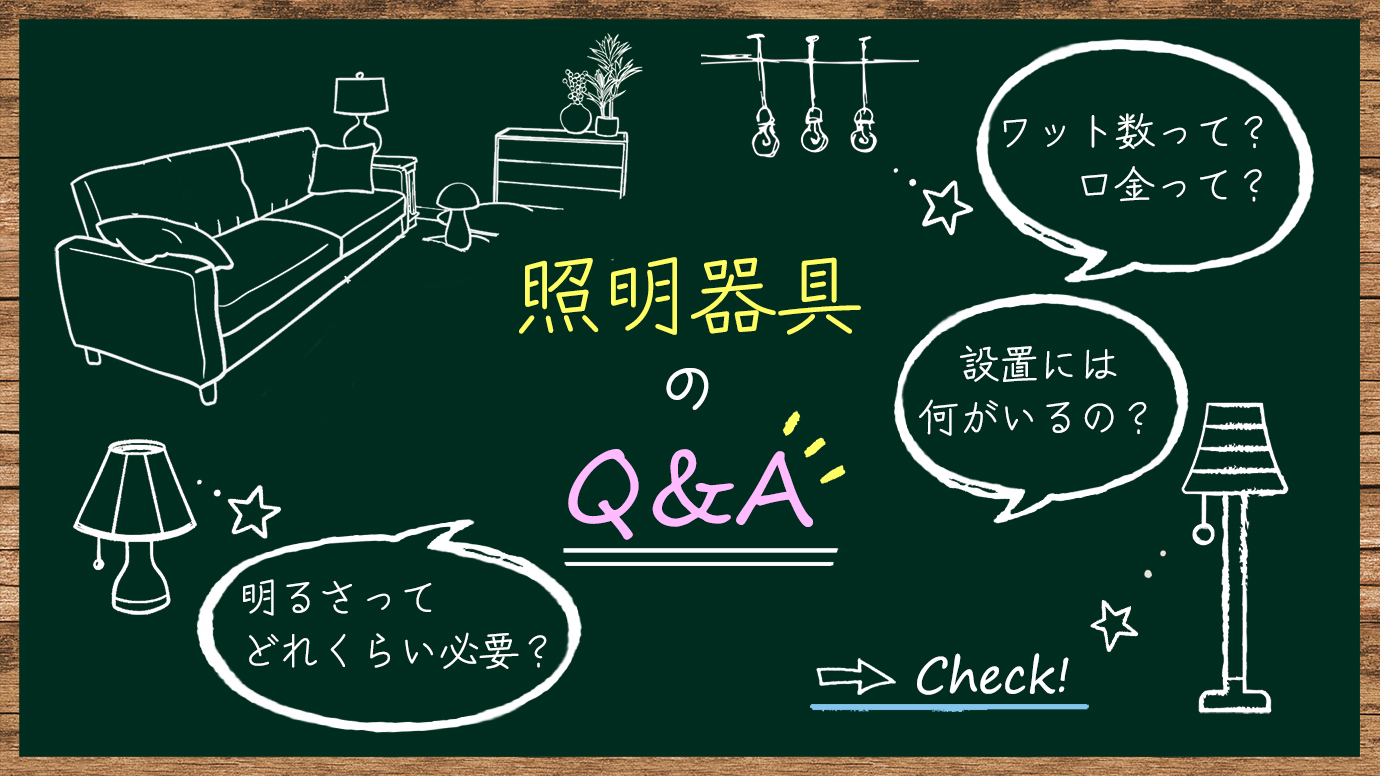 照明器具
の
Q&A
ワット数って？
口金って？
設置には
何がいるの？
明るさって
どれくらい必要？
Check!